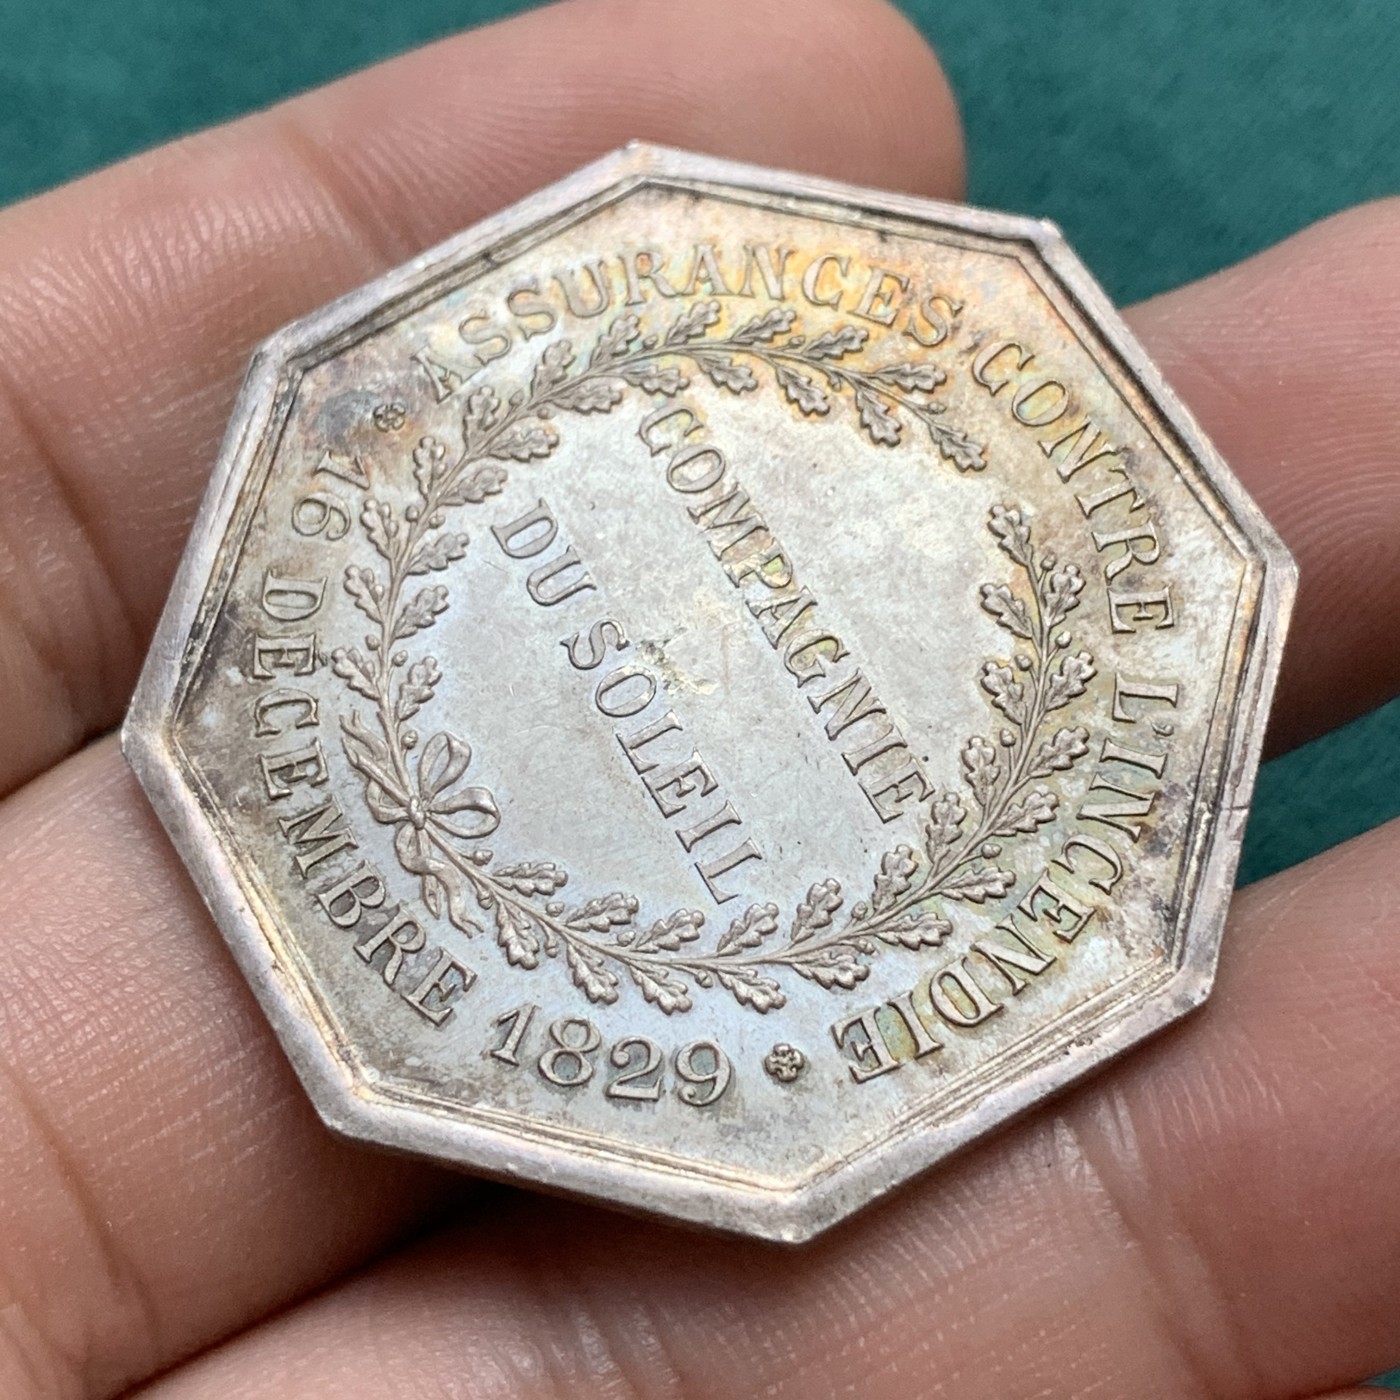 ASSURANCES CONTRE L'INCENDIE
COMPAGNIE
DU SOLEIL
16 DÉCEMBRE 1829